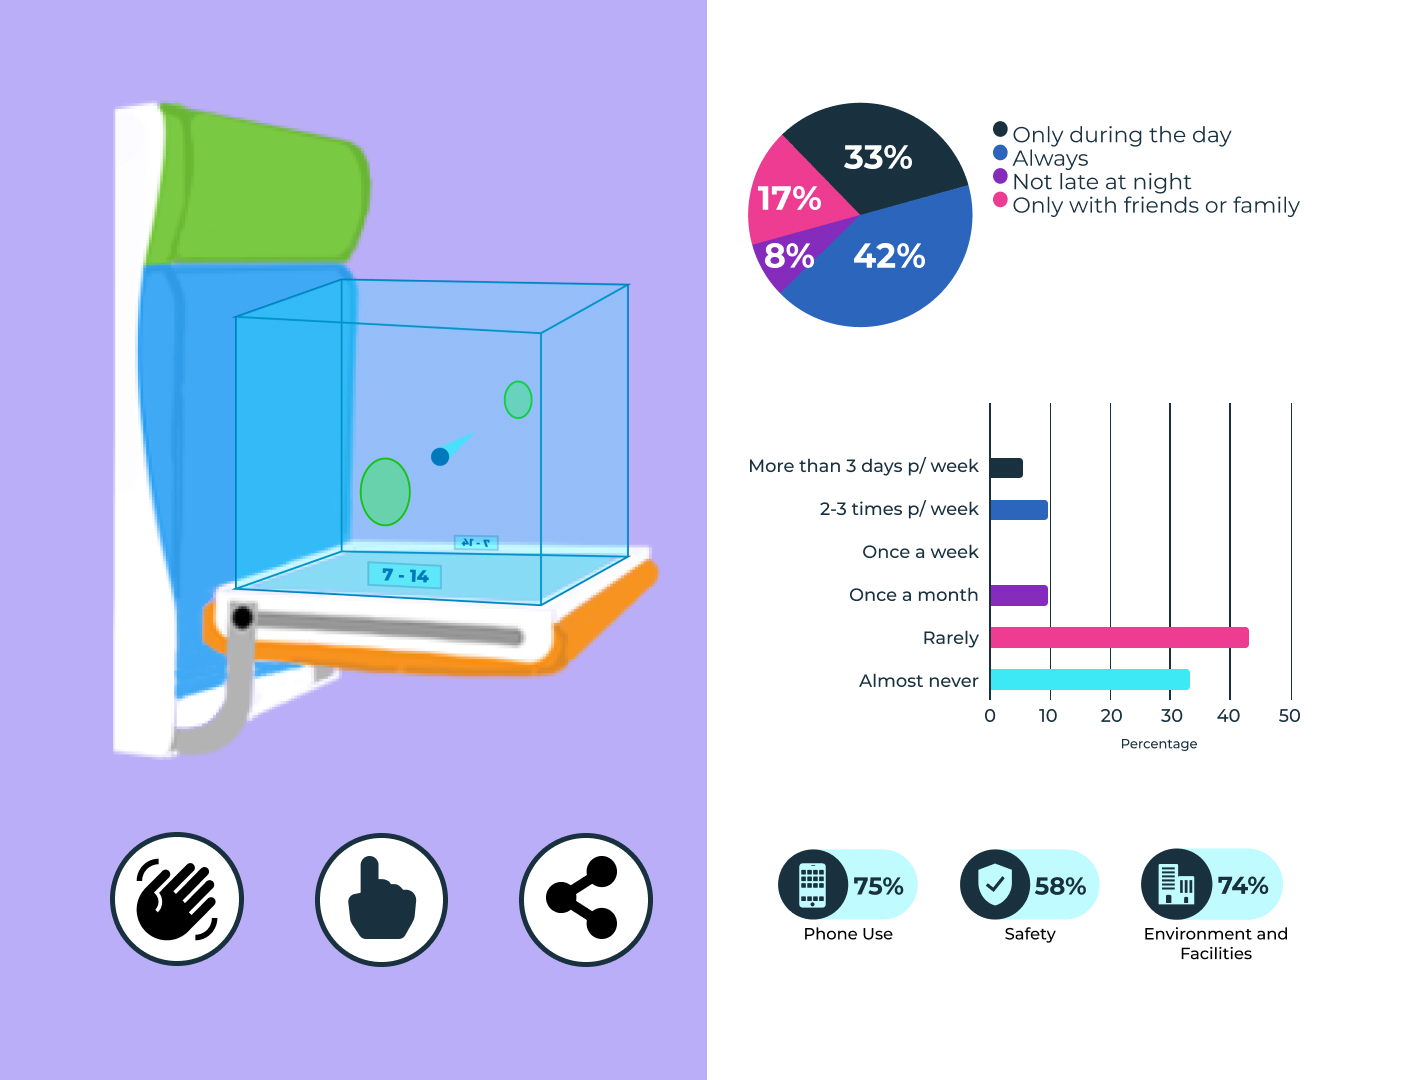 7 - 14
7 - 14
33%
17%
8%
42%
Only during the day
Always
Not late at night
Only with friends or family
More than 3 days p/ week
2-3 times p/ week
Once a week
Once a month
Rarely
Almost never
0 10 20 30 40 50
Percentage
75%
Phone Use
58%
Safety
74%
Environment and
Facilities